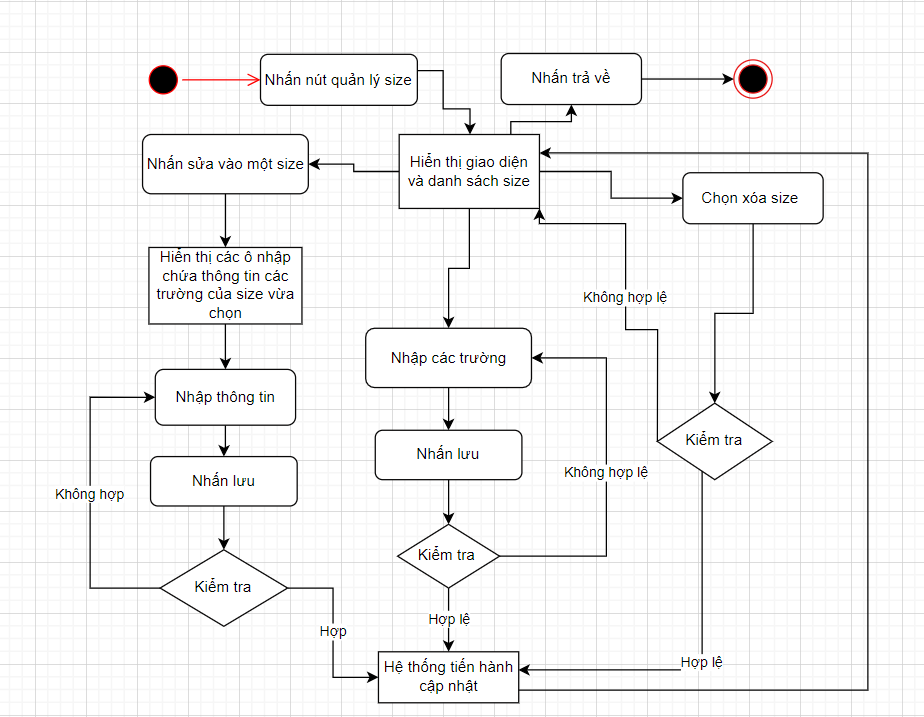 Nhấn nút quản lý size
Nhấn trả về
Nhấn sửa vào một size
Hiển thị giao diện
và danh sách size
Chọn xóa size
Hiển thị các ô nhập
chứa thông tin các
trường của size vừa
chọn
Không hợp lệ
Nhập các trường
Nhập thông tin
Kiểm tra
Nhấn lưu
Không hợp lệ
Nhấn lưu
Không hợp
Kiểm tra
Kiểm tra
Hợp lệ
Hợp
Hệ thống tiến hành
cập nhật
Hợp lệ